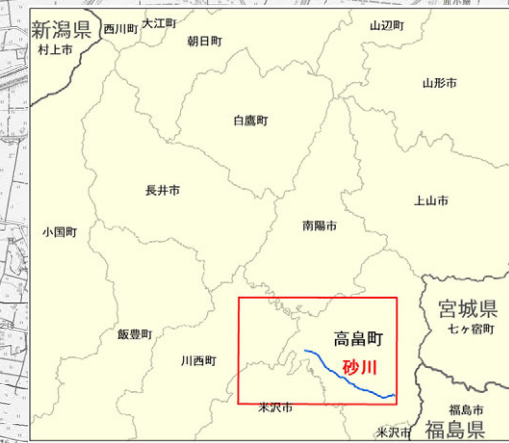 新潟県
村上市
西川町
大江町
朝日町
山辺町
山形市
白鷹町
長井市
小国町
南陽市
上山市
宮城県
七ヶ宿町
高畠町
砂川
飯豊町
川西町
米沢市
米沢市
福島市
福島県